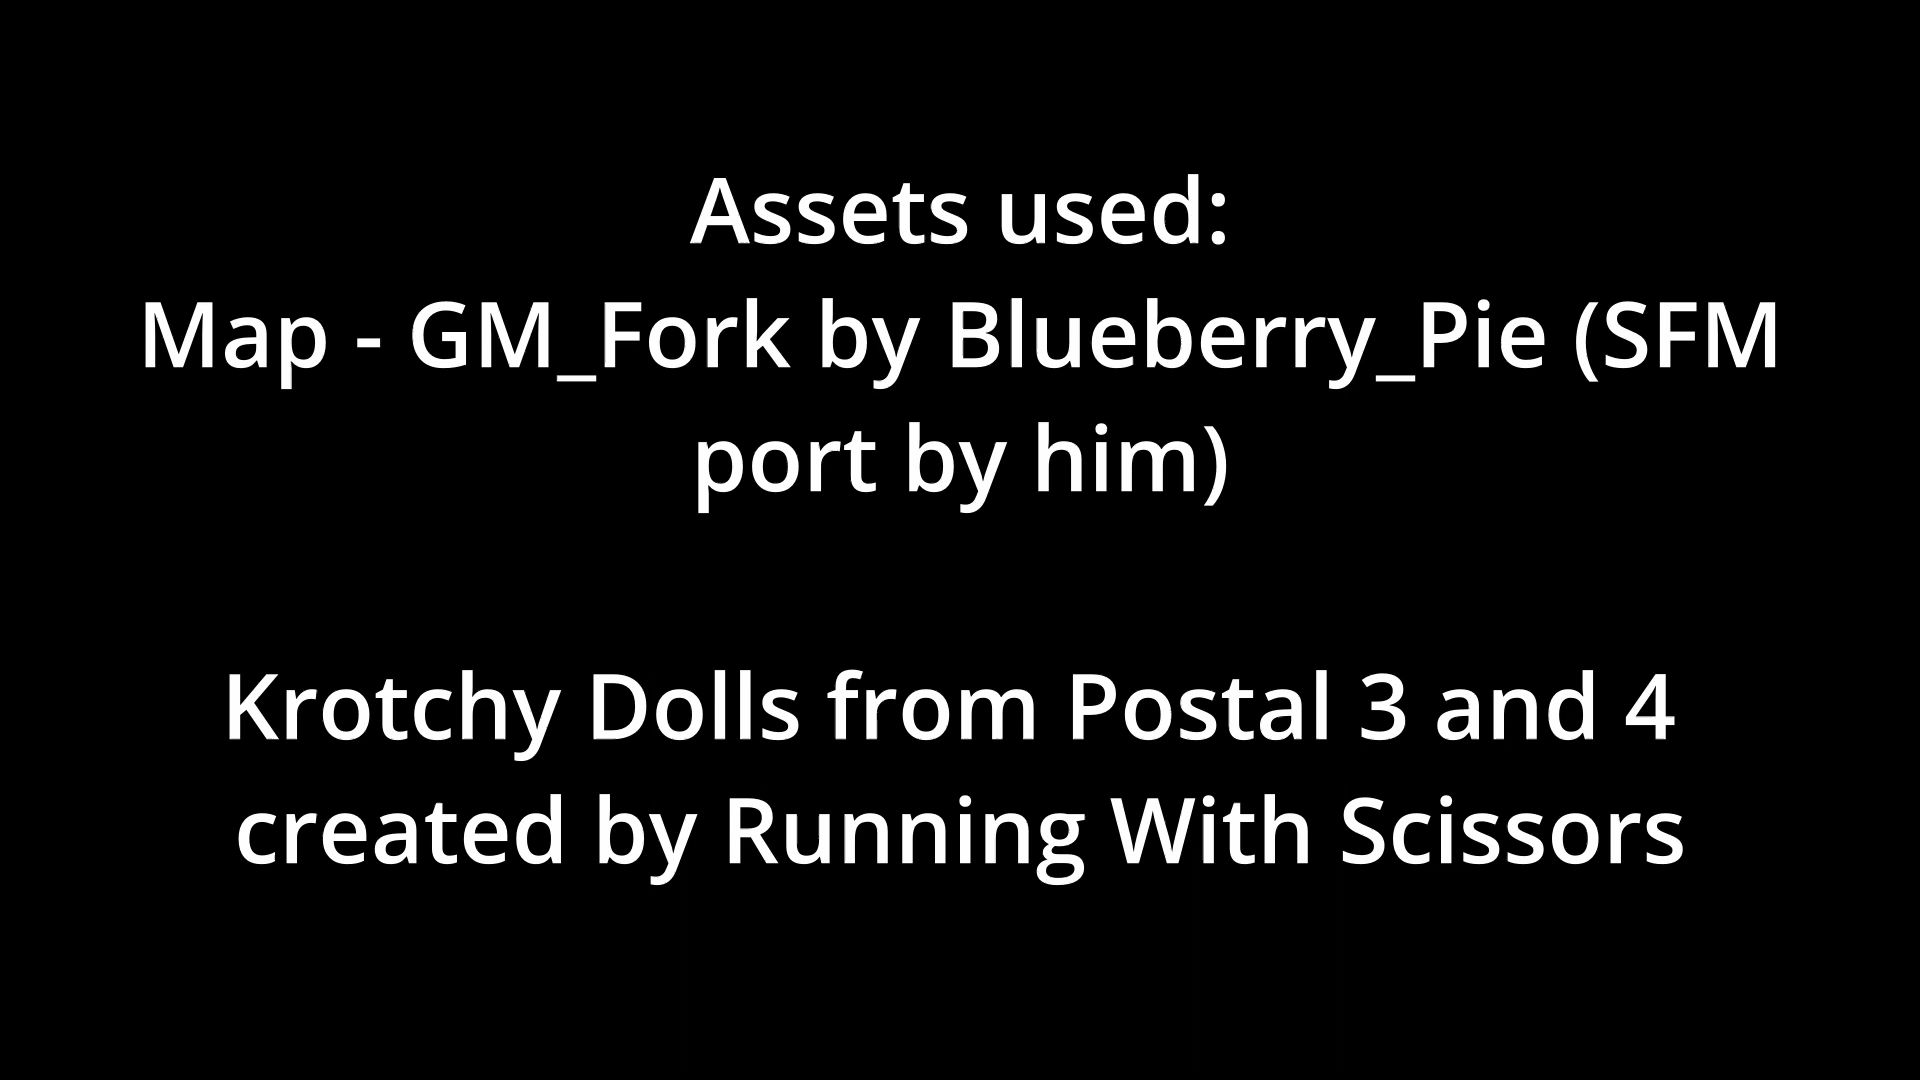 Assets used:
Map - GM_Fork by Blueberry_Pie (SFM
port by him)
Krotchy Dolls from Postal 3 and 4
created by Running With Scissors